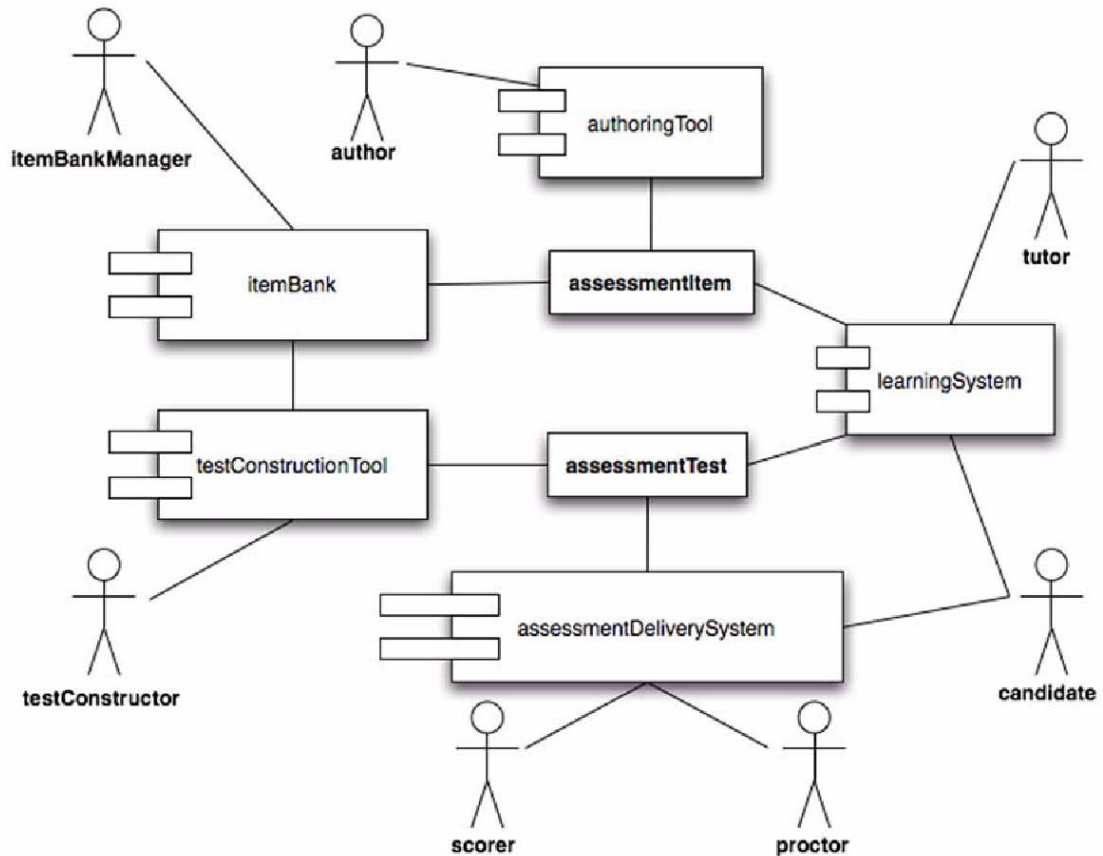 authoringTool
itemBankManager
author
tutor
itemBank
assessmentItem
learningSystem
testConstructionTool
assessmentTest
assessmentDeliverySystem
testConstructor
candidate
scorer
proctor